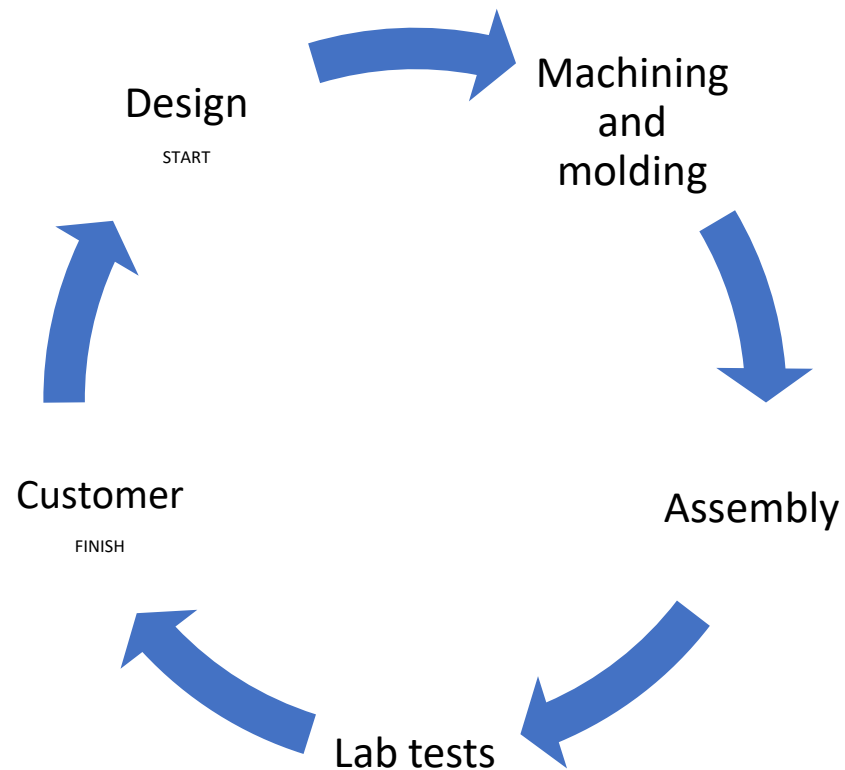 Design
START
Machining
and
molding
Assembly
Lab tests
Customer
FINISH